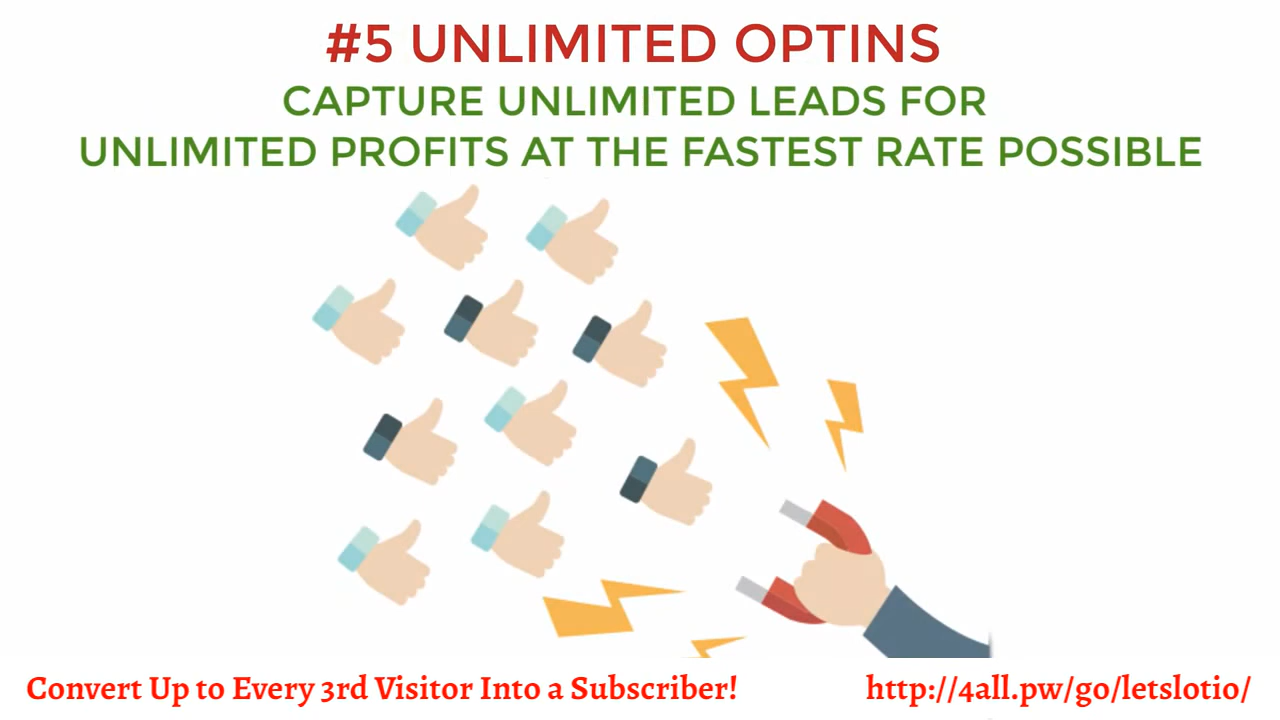 #5 UNLIMITED OPTINS
CAPTURE UNLIMITED LEADS FOR
UNLIMITED PROFITS AT THE FASTEST RATE POSSIBLE
Convert Up to Every 3rd Visitor Into a Subscriber!
http://4all.pw/go/letslotio/